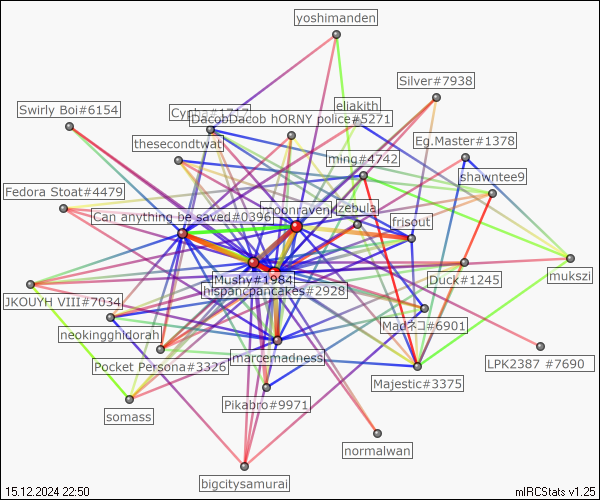 yoshimanden
Silver#7938
Swirly Boi#6154
eliakith
DacobDacob hORNY police#5271
thesecondtwat
Eg.Master#1378
ming#4742
shawntee9
Fedora Stoat#4479
zebula
Can anything be saved#0396
frisout
Mushy#1984
Duck#1245
mukszi
hispancpancakes#2928
JKOUYH VIII#7034
Madネコ#6901
neokingghidorah
marcemadness
Pocket Persona#3326
LPK2387 #7690
Majestic#3375
Pikabro#9971
somass
normalwan
bigcitysamurai
15.12.2024 22:50
mIRCStats v1.25